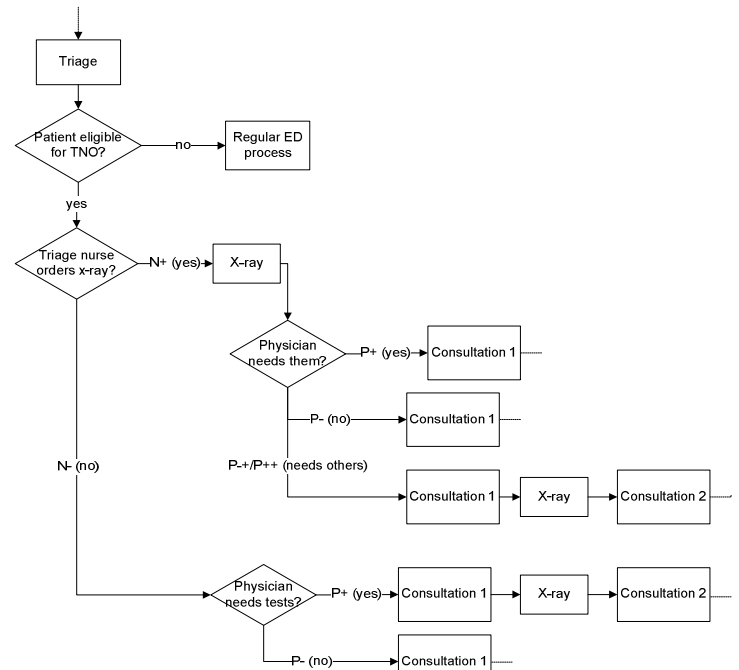 Triage
Patient eligible
for TNO?
no
Regular ED
process
yes
Triage nurse
orders x-ray?
N+ (yes)
X-ray
Physician
needs them?
P+ (yes)
Consultation 1
P- (no)
Consultation 1
P-+/P++ (needs others)
Consultation 1
X-ray
Consultation 2
N- (no)
Physician
needs tests?
P+ (yes)
Consultation 1
X-ray
Consultation 2
P- (no)
Consultation 1